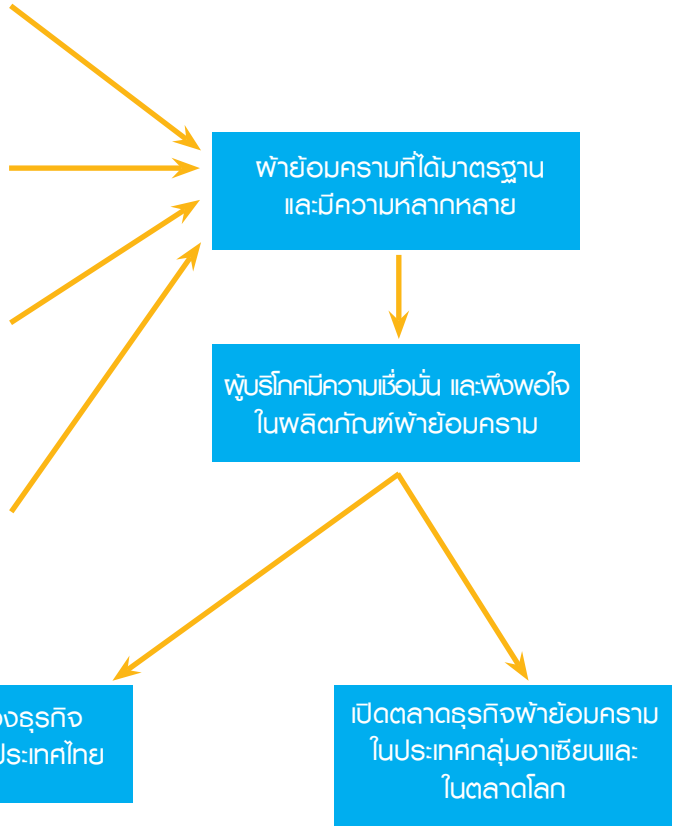 ผ้าย้อมครามที่ได้มาตรฐาน
และมีความหลากหลาย
ผู้บริโภคมีความเชื่อมั่น และพึงพอใจ
ในผลิตภัณฑ์ผ้าย้อมคราม
ธุรกิจ
ประเทศไทย
เปิดตลาดธุรกิจผ้าย้อมคราม
ในประเทศกลุ่มอาเซียนและ
ในตลาดโลก